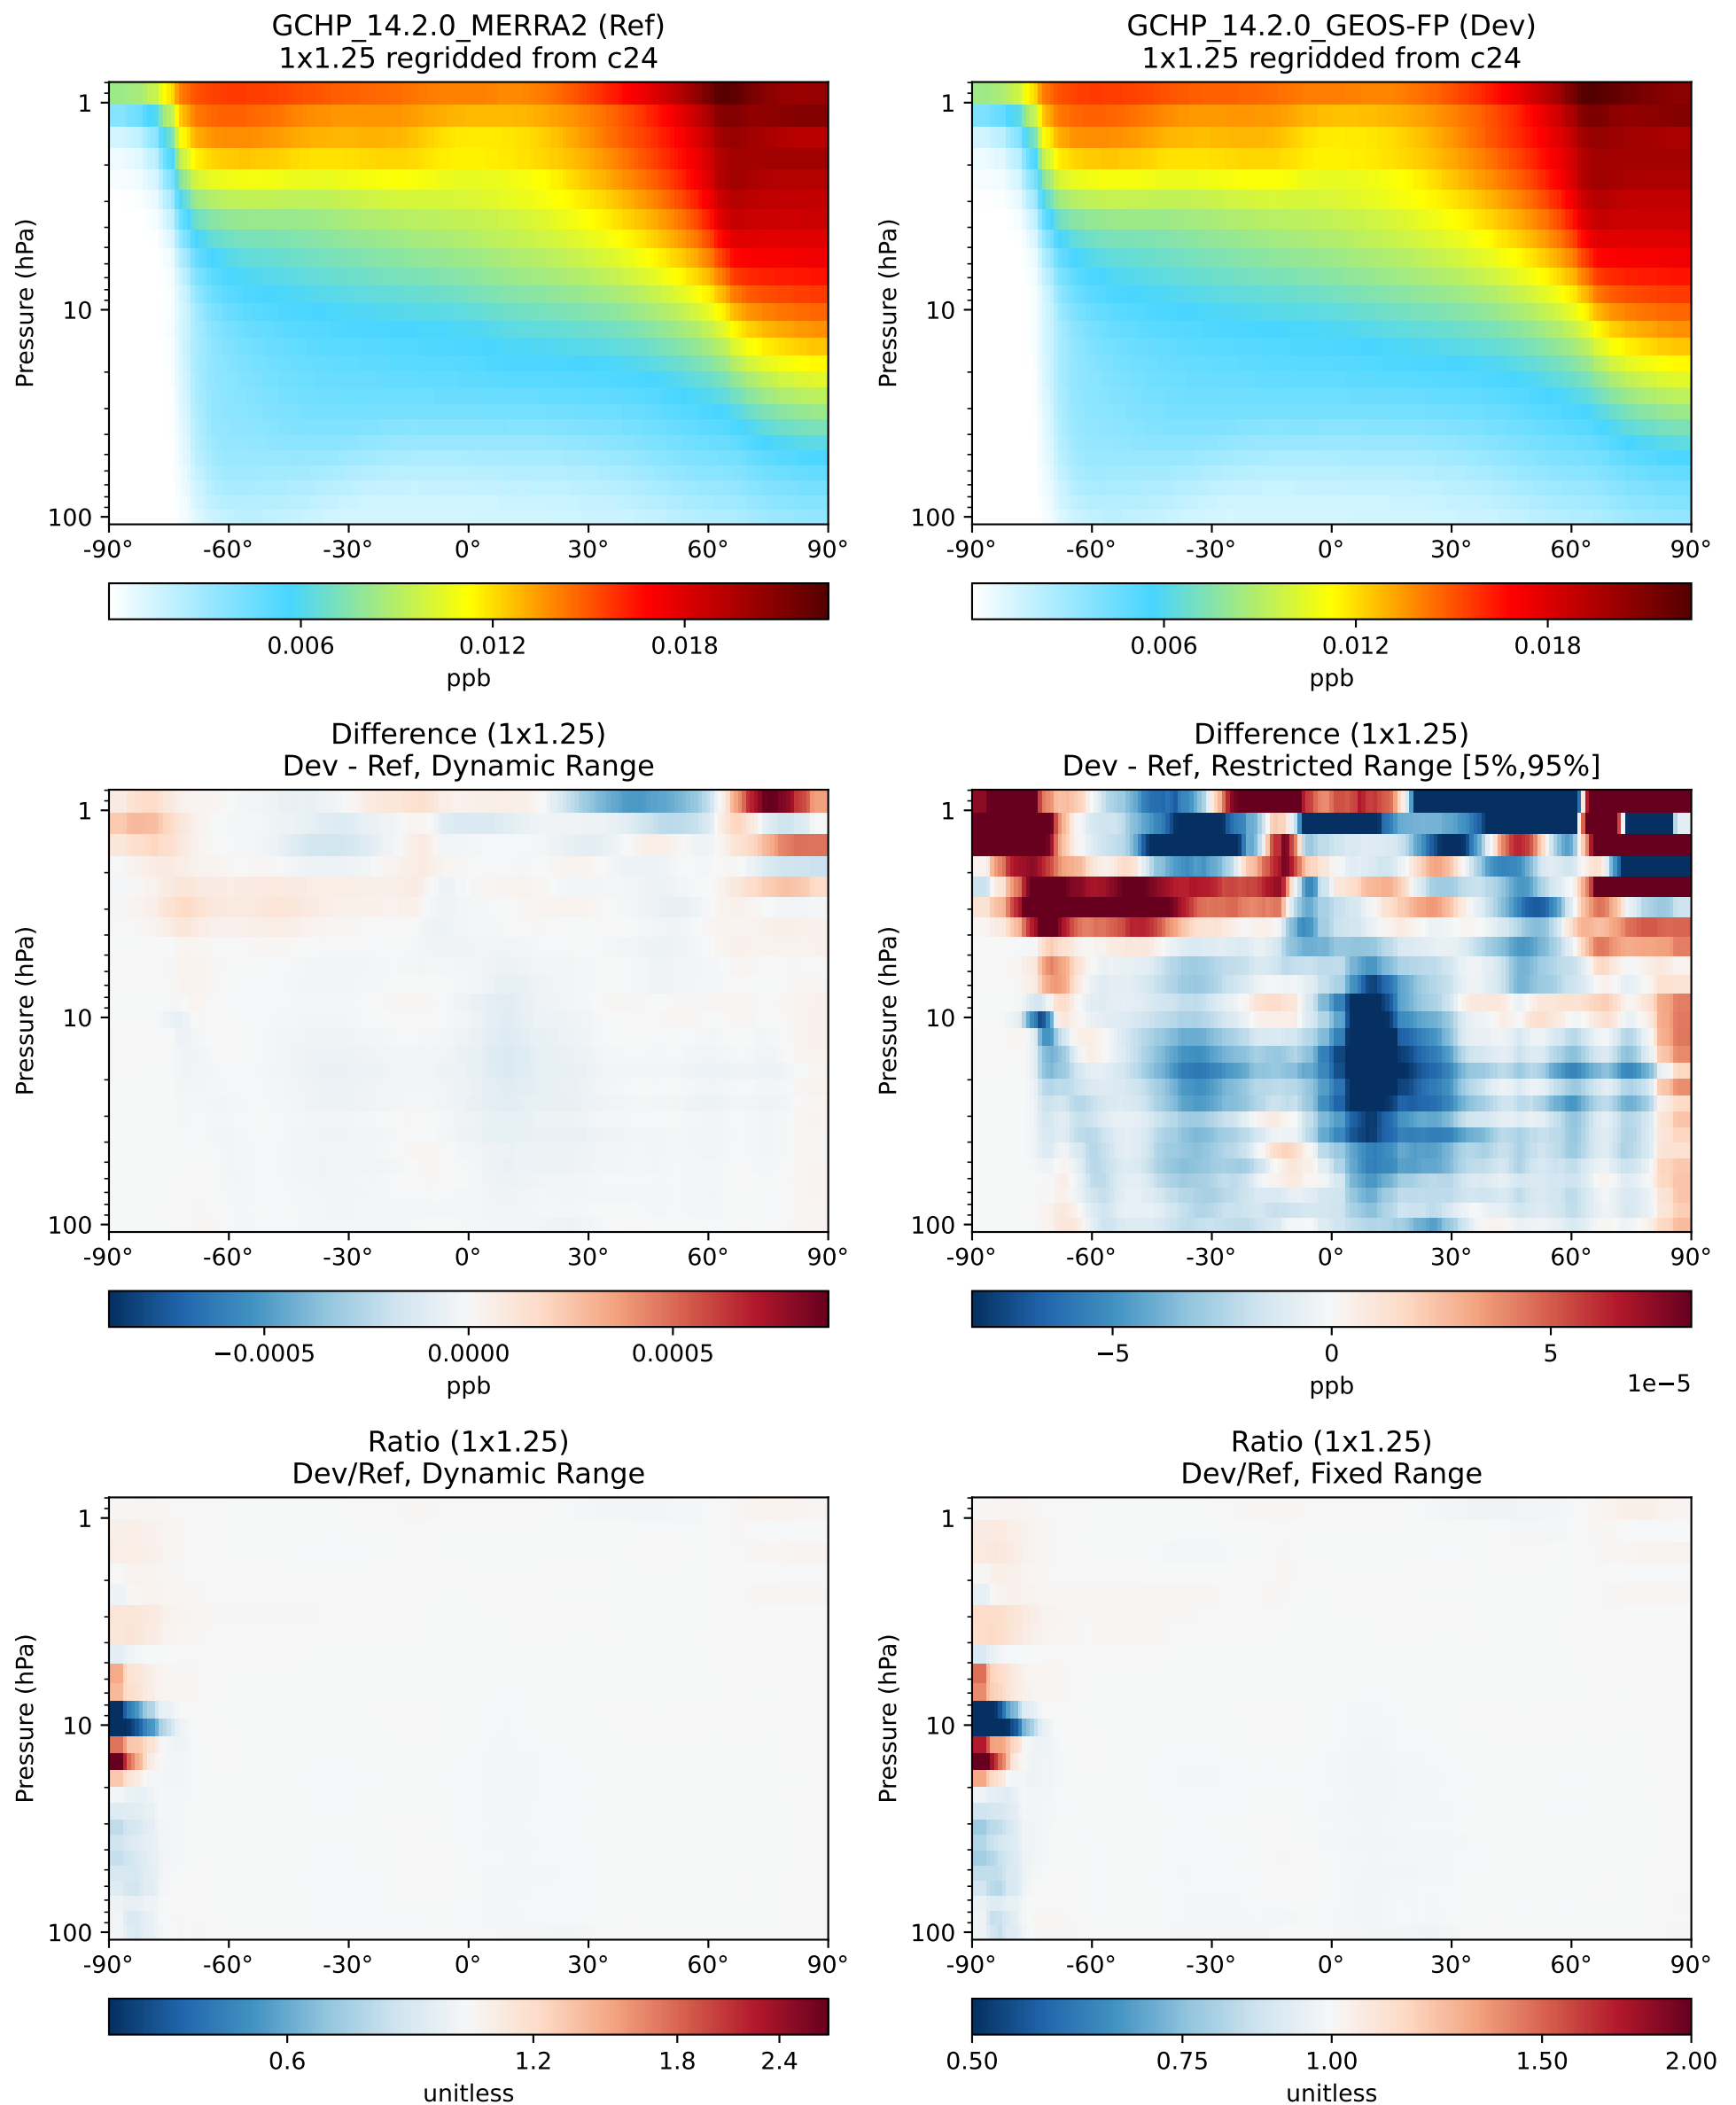 GCHP_14.2.0_MERRA2 (Ref)
1x1.25 regridded from c24
Pressure (hPa)
1
10
100
-90° -60° -30° 0° 30° 60° 90°
0.006 0.012 0.018
ppb
GCHP_14.2.0_GEOS-FP (Dev)
1x1.25 regridded from c24
Pressure (hPa)
1
10
100
-90° -60° -30° 0° 30° 60° 90°
0.006 0.012 0.018
ppb
Difference (1x1.25)
Dev - Ref, Dynamic Range
Pressure (hPa)
1
10
100
-90° -60° -30° 0° 30° 60° 90°
−0.0005 0.0000 0.0005
ppb
Difference (1x1.25)
Dev - Ref, Restricted Range [5%,95%]
Pressure (hPa)
1
10
100
-90° -60° -30° 0° 30° 60° 90°
−5 0 5
ppb
1e−5
Ratio (1x1.25)
Dev/Ref, Dynamic Range
Pressure (hPa)
1
10
100
-90° -60° -30° 0° 30° 60° 90°
0.6 1.2 1.8 2.4
unitless
Ratio (1x1.25)
Dev/Ref, Fixed Range
Pressure (hPa)
1
10
100
-90° -60° -30° 0° 30° 60° 90°
0.50 0.75 1.00 1.50 2.00
unitless